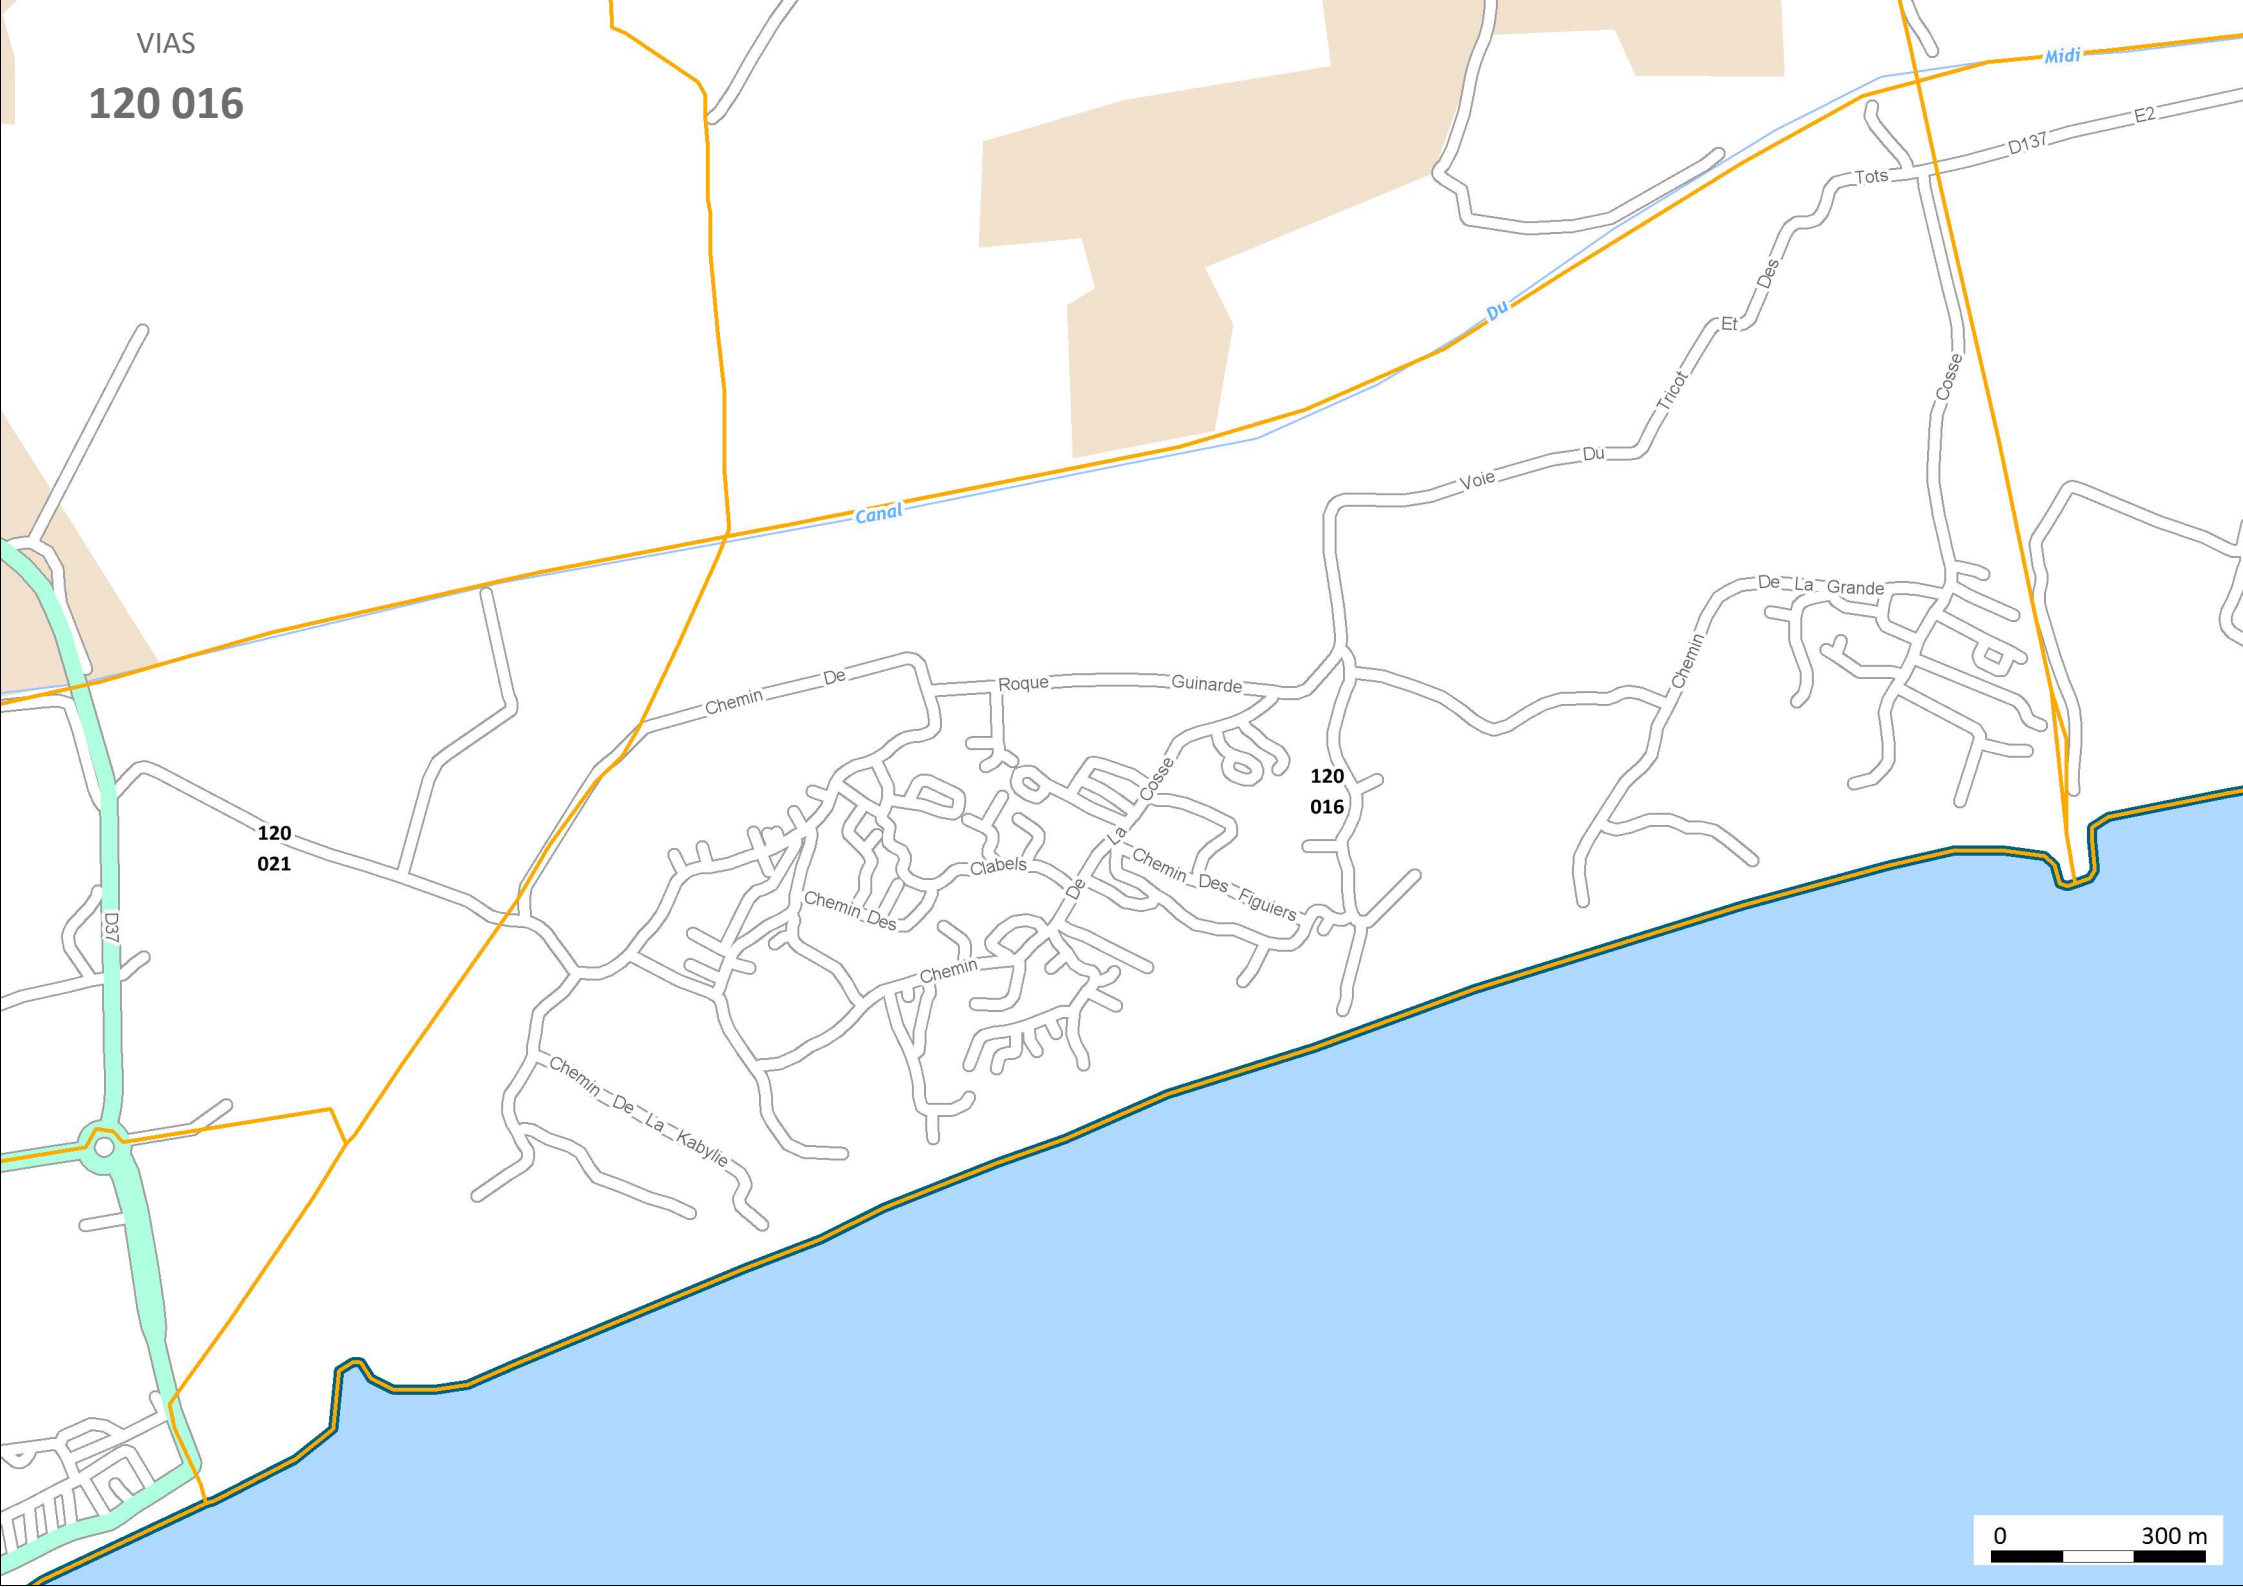 VIAS
120 016
Midi
E2
D137
Tots
Des
Du
Et
Cosse
Tricot
Du
Voie
Canal
De La Grande
Chemin
Chemin De
Roque Guinarde
120
016
120
021
Cosse
La
De
Clabels
Chemin Des
Chemin Des Figuiers
Chemin
D37
Chemin De La Kabylie
0 300 m